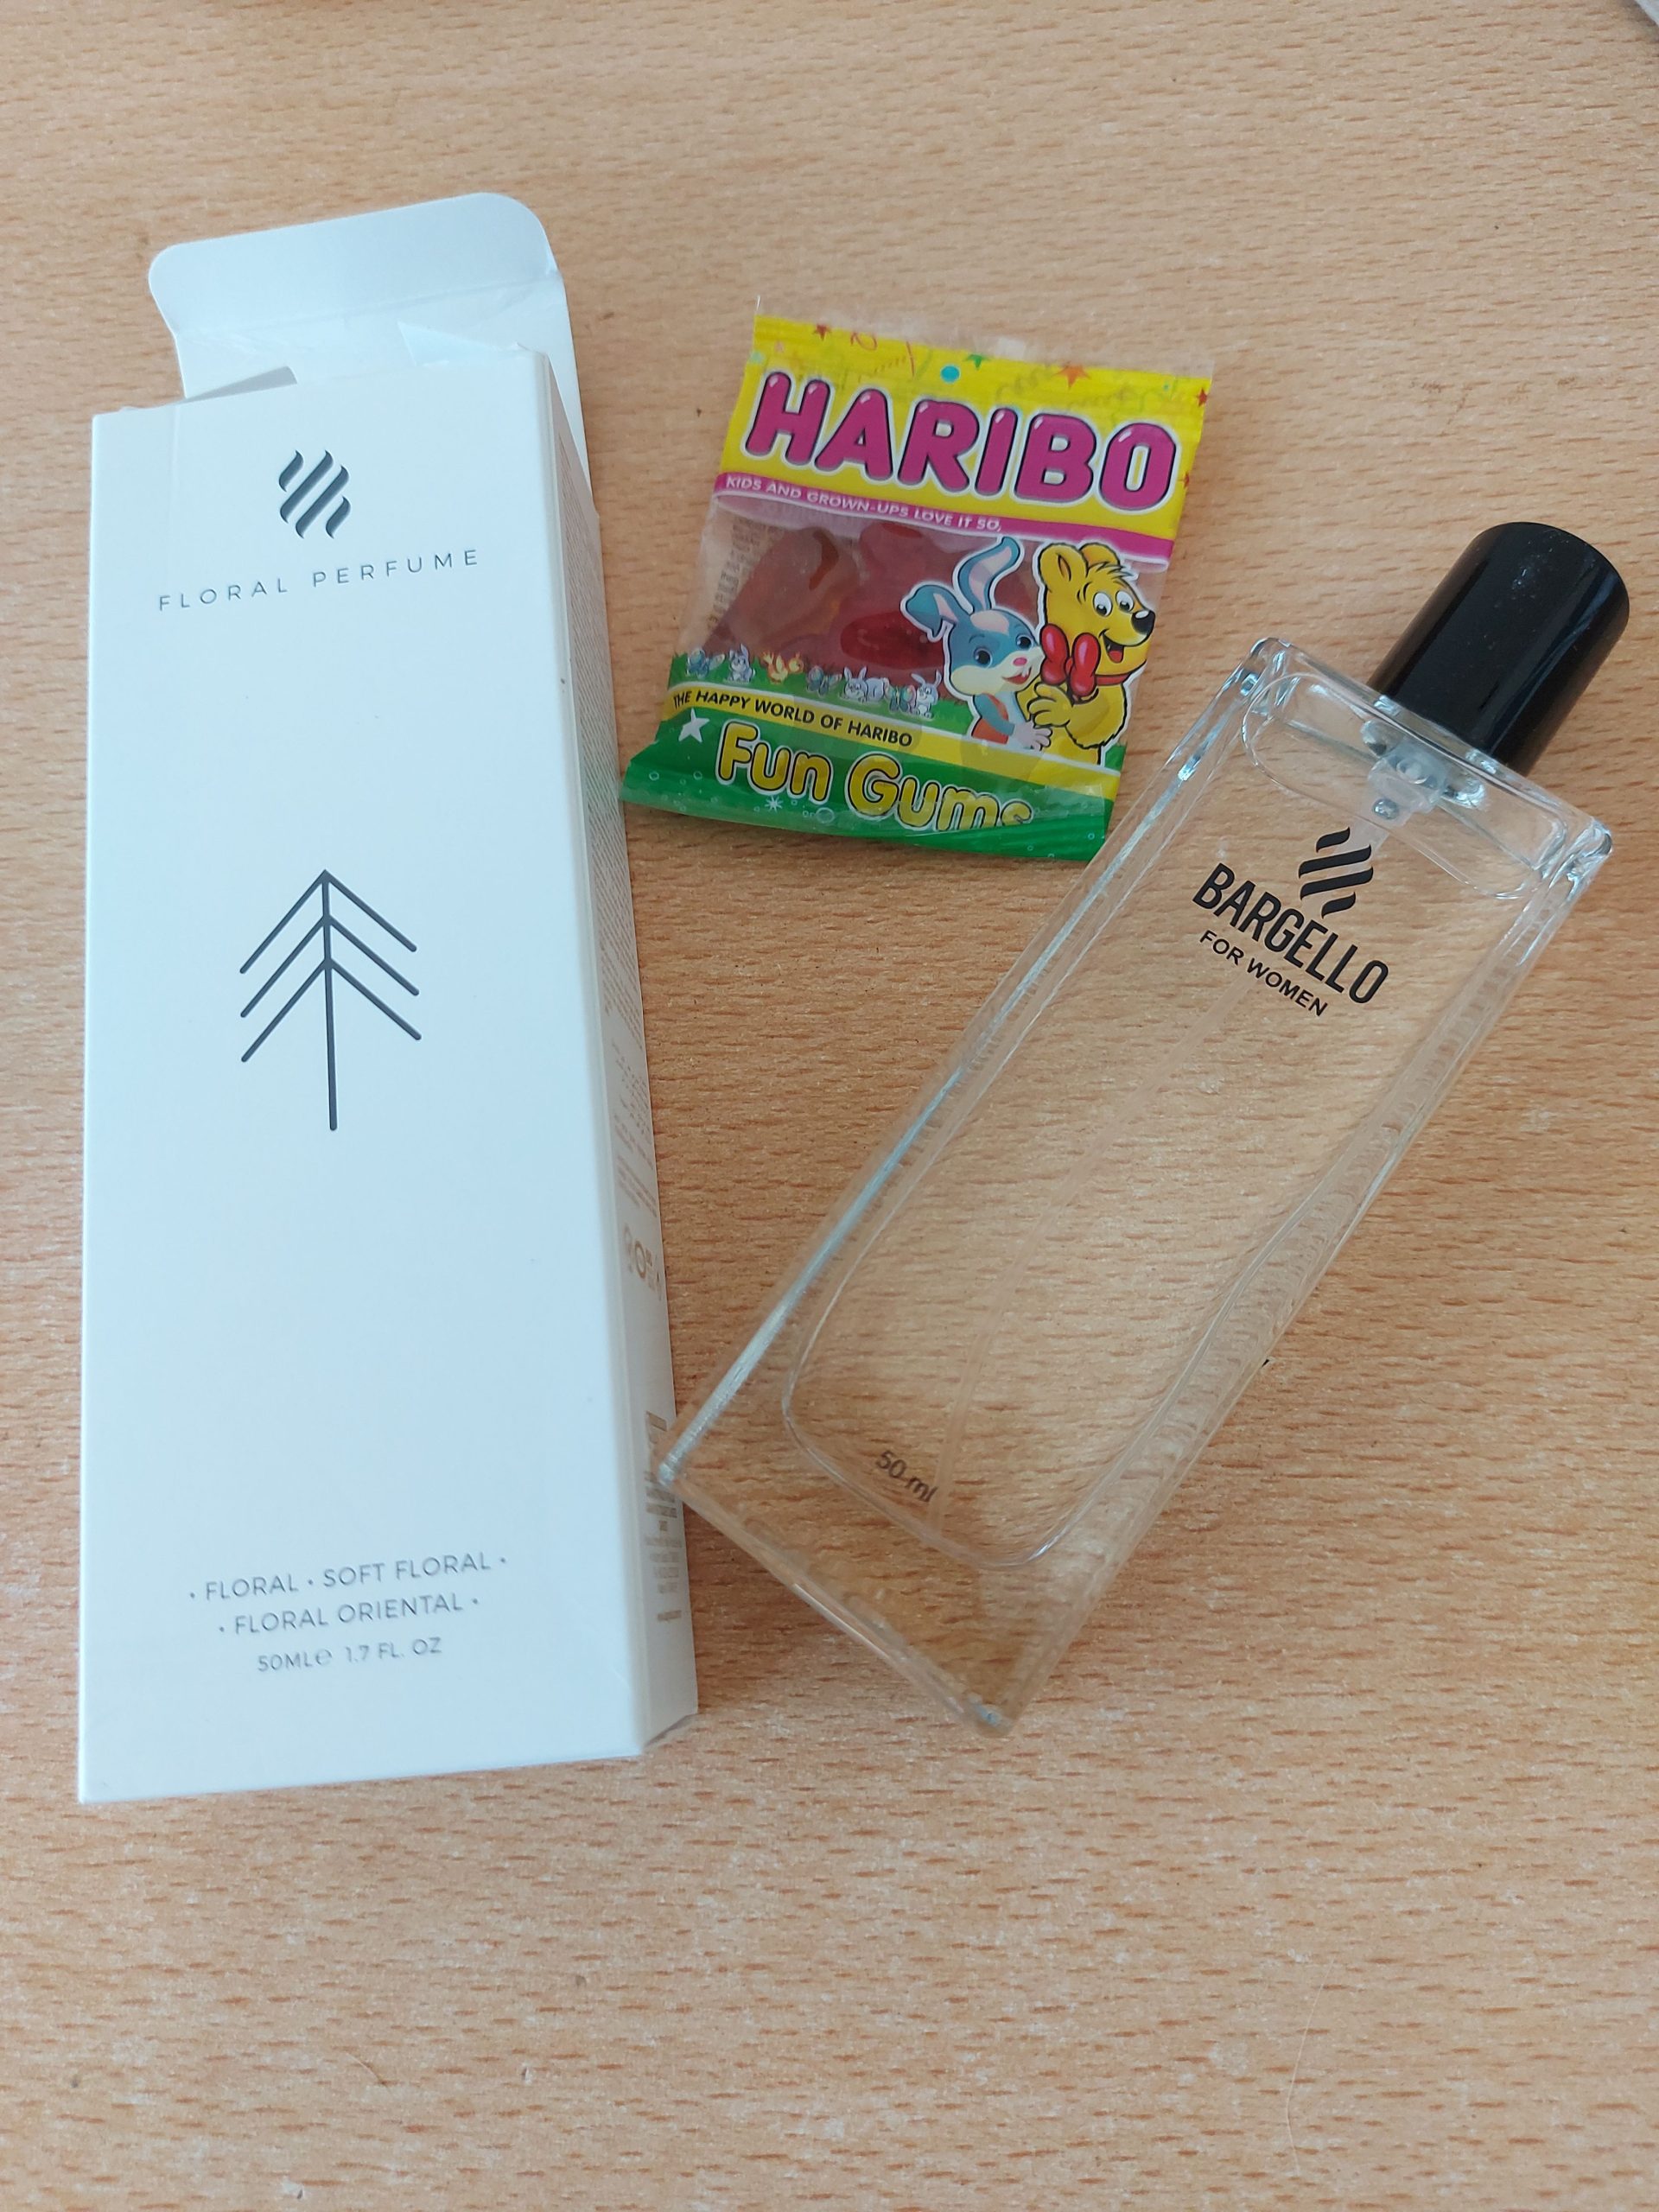 FLORAL PERFUME
• FLORAL • SOFT FLORAL •
• FLORAL ORIENTAL •
50MLe 1.7 FL. OZ
HARIBO
KIDS AND GROWN-UPS LOVE IT SO,
THE HAPPY WORLD OF HARIBO
Fun Gums
BARGELLO
FOR WOMEN
50 ml